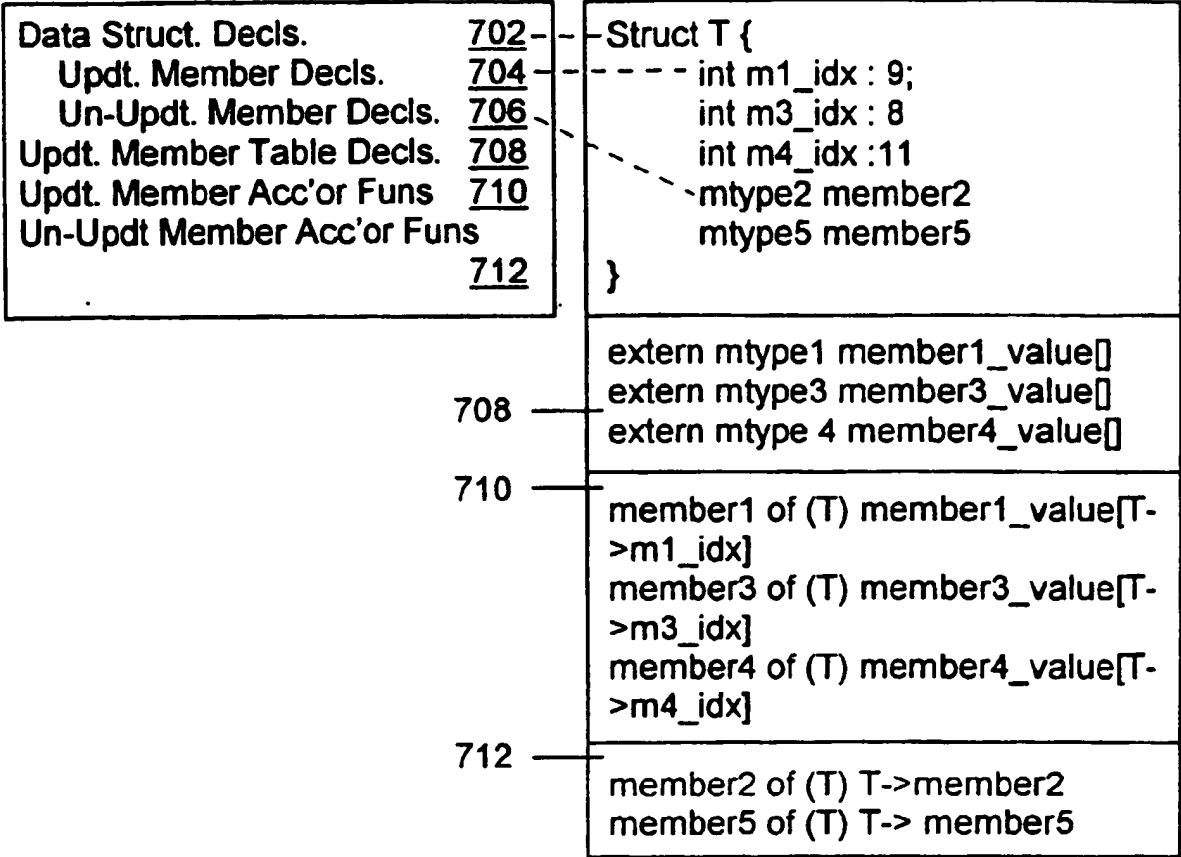 Data Struct. Decls. 702
Updt. Member Decls. 704
Un-Updt. Member Decls. 706
Updt. Member Table Decls. 708
Updt. Member Acc'or Funs 710
Un-Updt Member Acc'or Funs
712
Struct T {
int m1_idx : 9;
int m3_idx : 8
int m4_idx :11
mtype2 member2
mtype5 member5
}
708
extern mtype1 member1_value[]
extern mtype3 member3_value[]
extern mtype 4 member4_value[]
710
member1 of (T) member1_value[T-
>m1_idx]
member3 of (T) member3_value[T-
>m3_idx]
member4 of (T) member4_value[T-
>m4_idx]
712
member2 of (T) T->member2
member5 of (T) T-> member5